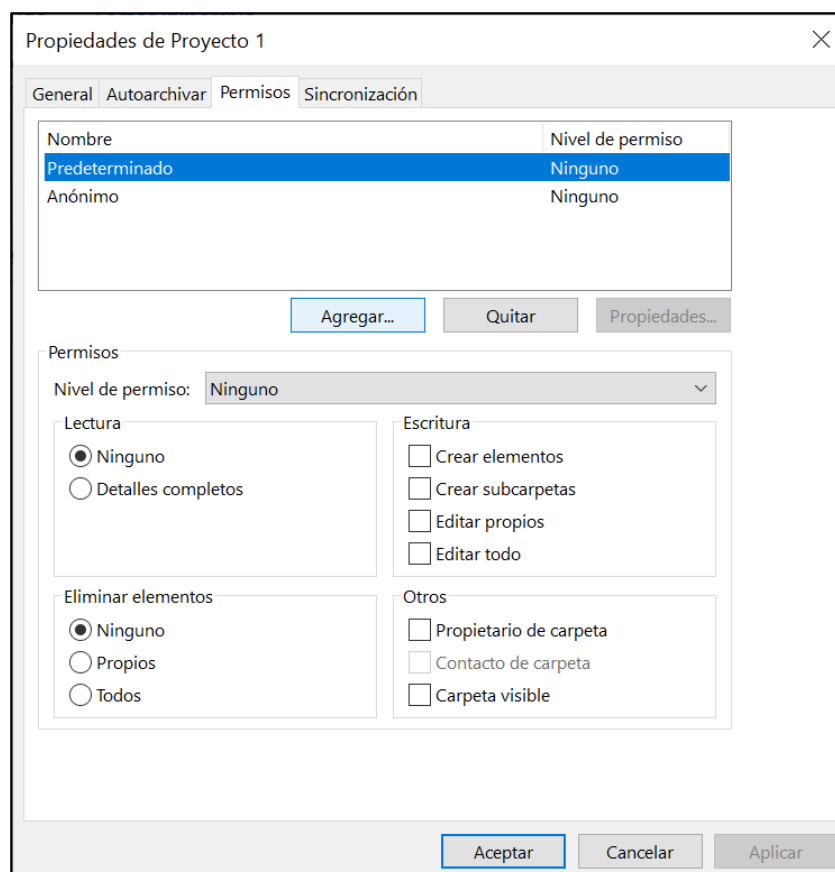 Propiedades de Proyecto 1
General Autoarchivar Permisos Sincronización
Nombre Nivel de permiso
Predeterminado Ninguno
Anónimo Ninguno
Agregar... Quitar Propiedades...
Permisos
Nivel de permiso: Ninguno
Lectura
Ninguno
Detalles completos
Escritura
Crear elementos
Crear subcarpetas
Editar propios
Editar todo
Eliminar elementos
Ninguno
Propios
Todos
Otros
Propietario de carpeta
Contacto de carpeta
Carpeta visible
Aceptar Cancelar Aplicar